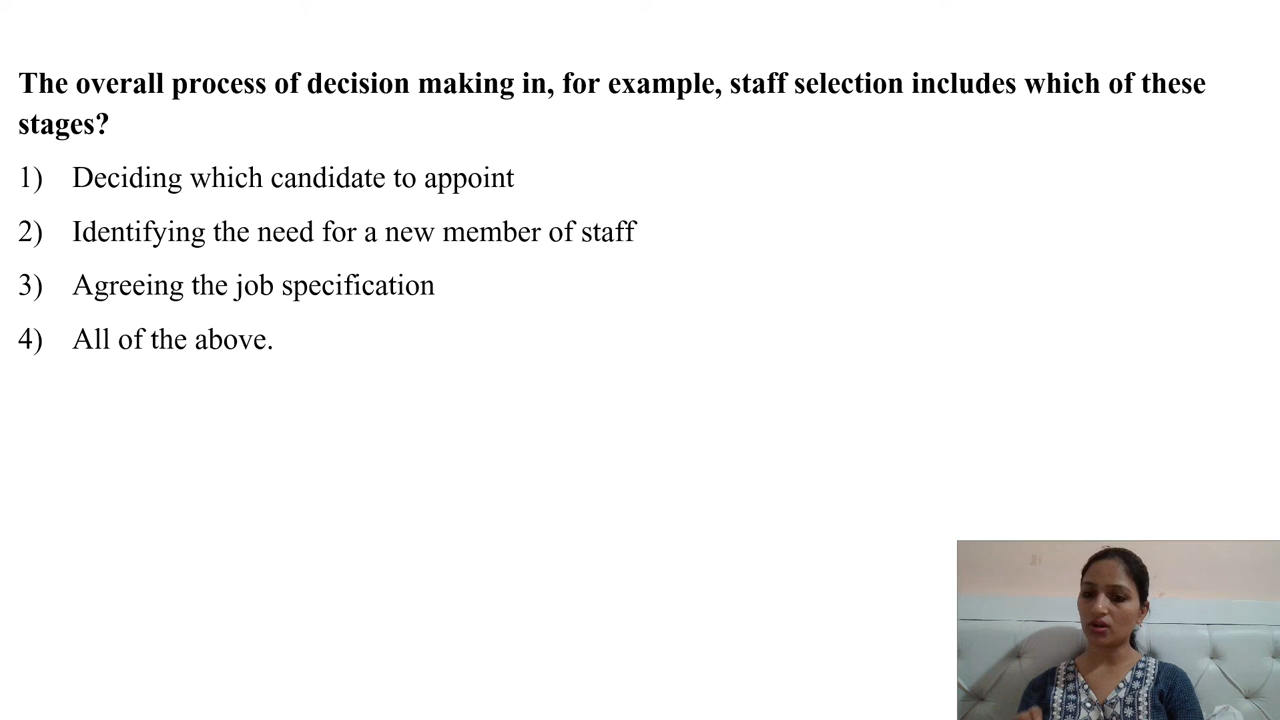 The overall process of decision making in, for example, staff selection includes which of these
stages?
1) Deciding which candidate to appoint
2) Identifying the need for a new member of staff
3) Agreeing the job specification
4) All of the above.